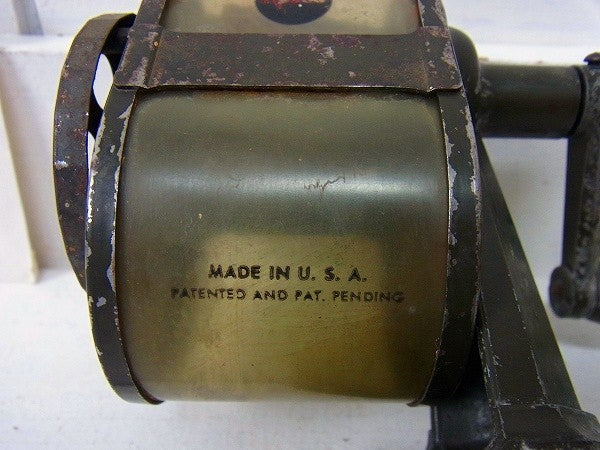 MADE IN U. S. A.
PATENTED AND PAT. PENDING